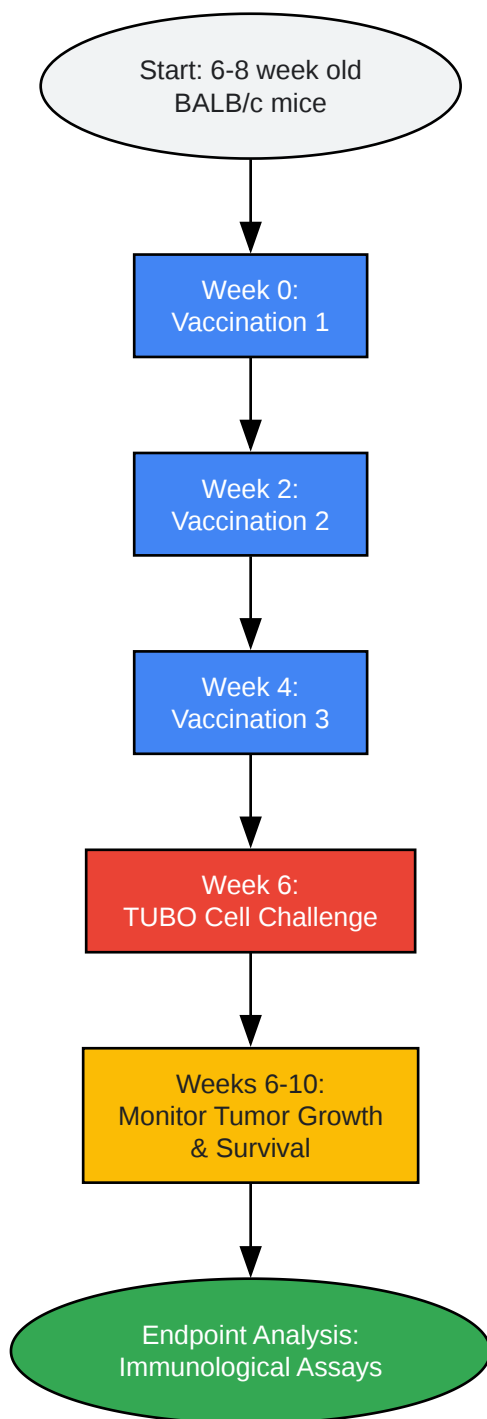 Start: 6-8 week old
BALB/c mice
Week 0:
Vaccination 1
Week 2:
Vaccination 2
Week 4:
Vaccination 3
Week 6:
TUBO Cell Challenge
Weeks 6-10:
Monitor Tumor Growth
& Survival
Endpoint Analysis:
Immunological Assays